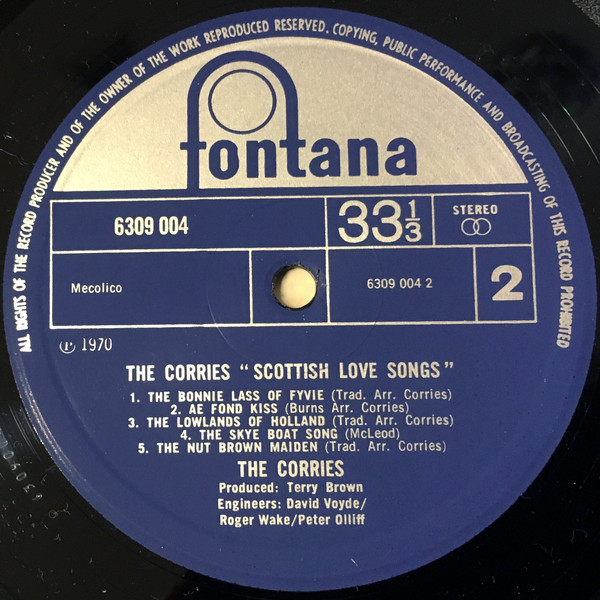 ALL RIGHTS OF THE RECORD PRODUCER AND OF THE OWNER OF THE WORK REPRODUCED RESERVED. COPYING, PUBLIC PERFORMANCE AND BROADCASTING OF THIS RECORD PROHIBITED
fontana
6309 004
33 1/3
STEREO
Mecolico
6309 004 2
2
Ⓟ 1970
THE CORRIES “SCOTTISH LOVE SONGS”
1. THE BONNIE LASS OF FYVIE (Trad. Arr. Corries)
2. AE FOND KISS (Burns Arr. Corries)
3. THE LOWLANDS OF HOLLAND (Trad. Arr. Corries)
4. THE SKYE BOAT SONG (McLeod)
5. THE NUT BROWN MAIDEN (Trad. Arr. Corries)
THE CORRIES
Produced: Terry Brown
Engineers: David Voyde/
Roger Wake/Peter Olliff